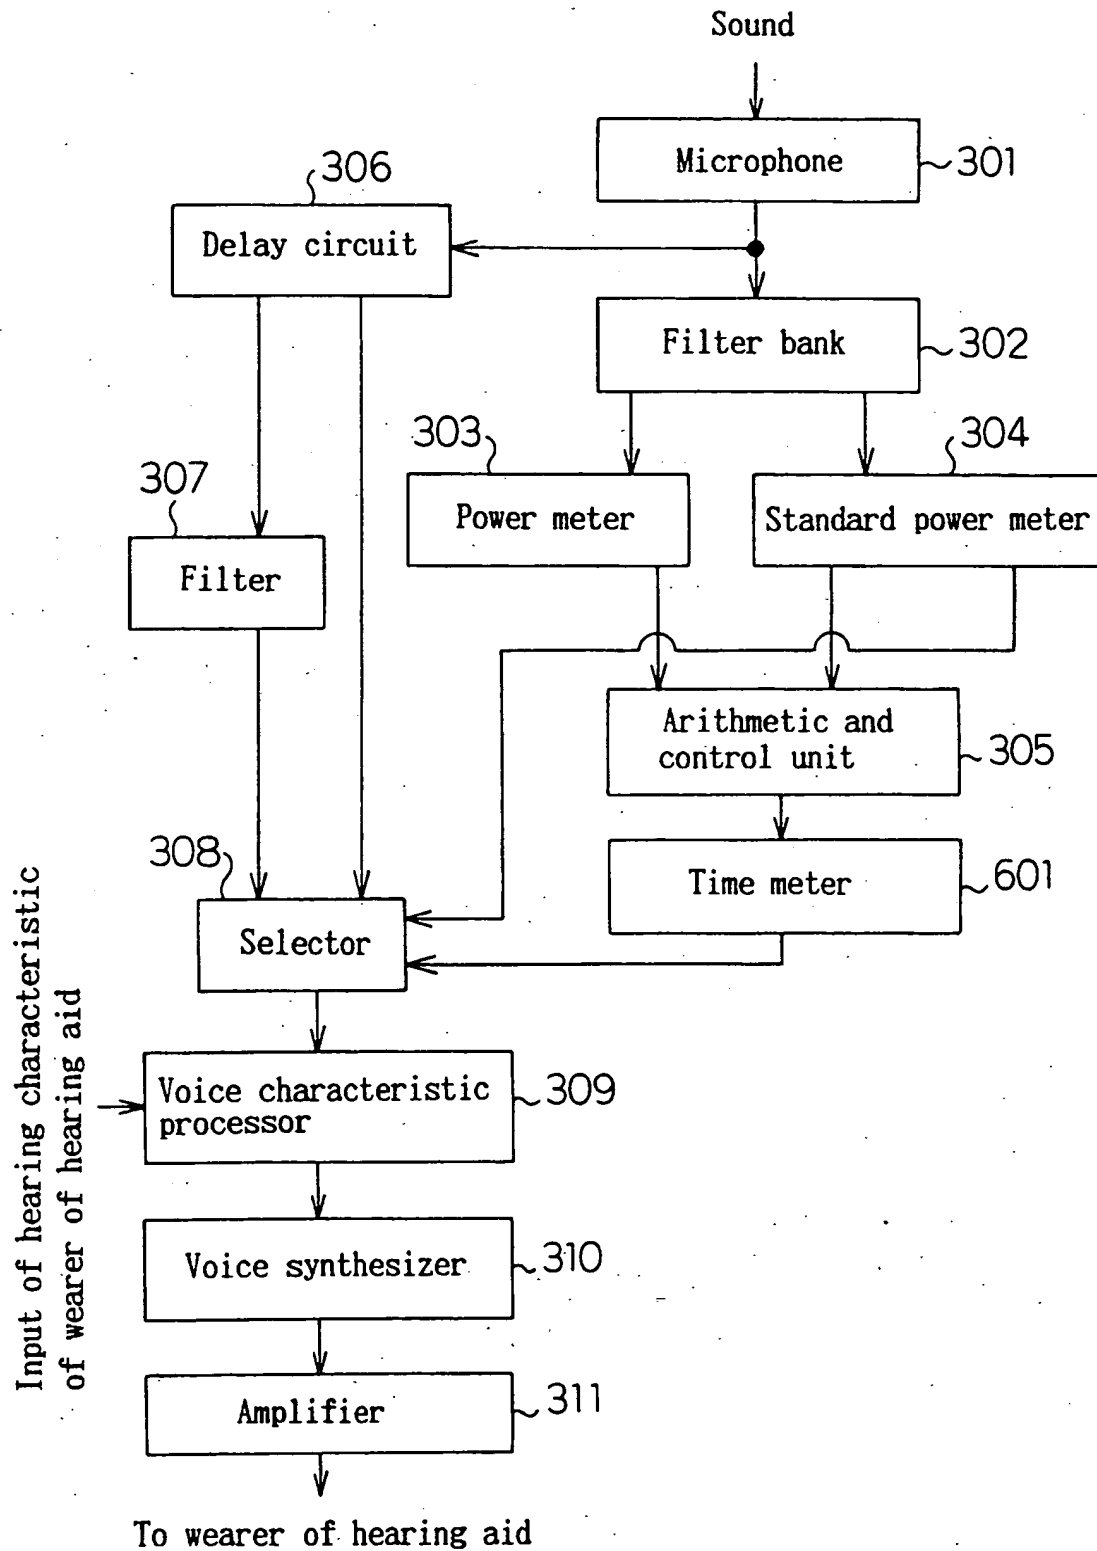 Sound
Microphone
301
306
Delay circuit
Filter bank
302
303
304
307
Power meter
Standard power meter
Filter
Arithmetic and
control unit
305
308
Time meter
601
Selector
Input of hearing characteristic
of wearer of hearing aid
Voice characteristic
processor
309
Voice synthesizer
310
Amplifier
311
To wearer of hearing aid